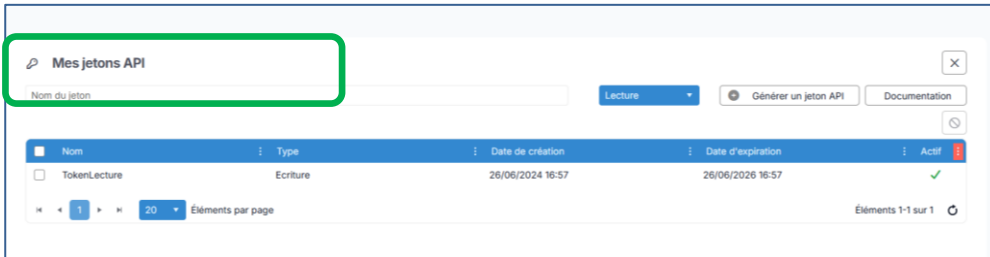 Mes jetons API
Nom du jeton Lecture Générer un jeton API Documentation
Nom Type Date de création Date d'expiration Actif
TokenLecture Ecriture 26/06/2024 16:57 26/06/2026 16:57
1 20 Éléments par page Éléments 1-1 sur 1